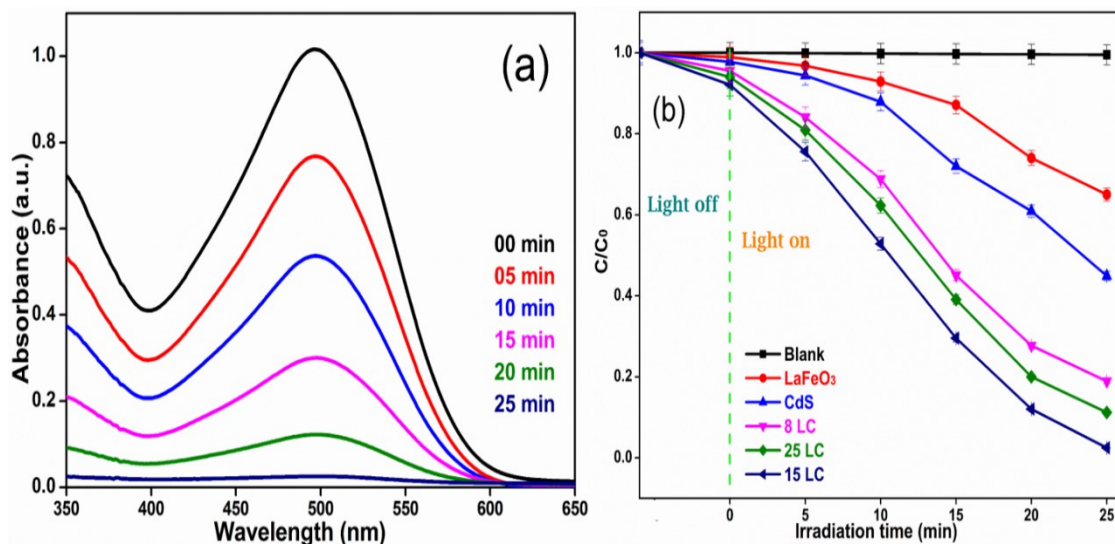 (a)
Absorbance (a.u.)
1.0
0.8
0.6
0.4
0.2
0.0
00 min
05 min
10 min
15 min
20 min
25 min
350 400 450 500 550 600 650
Wavelength (nm)
(b)
C/C₀
1.0
0.8
0.6
0.4
0.2
0.0
Light off
Light on
Blank
LaFeO₃
CdS
8 LC
25 LC
15 LC
0 5 10 15 20 25
Irradiation time (min)